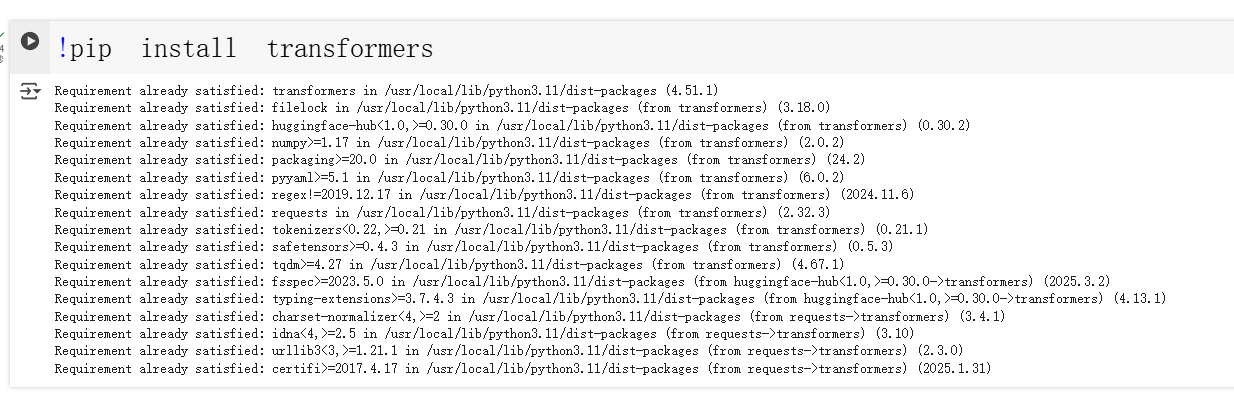 !pip install transformers
Requirement already satisfied: transformers in /usr/local/lib/python3.11/dist-packages (4.51.1)
Requirement already satisfied: filelock in /usr/local/lib/python3.11/dist-packages (from transformers) (3.18.0)
Requirement already satisfied: huggingface-hub<1.0,>=0.30.0 in /usr/local/lib/python3.11/dist-packages (from transformers) (0.30.2)
Requirement already satisfied: numpy>=1.17 in /usr/local/lib/python3.11/dist-packages (from transformers) (2.0.2)
Requirement already satisfied: packaging>=20.0 in /usr/local/lib/python3.11/dist-packages (from transformers) (24.2)
Requirement already satisfied: pyyaml>=5.1 in /usr/local/lib/python3.11/dist-packages (from transformers) (6.0.2)
Requirement already satisfied: regex!=2019.12.17 in /usr/local/lib/python3.11/dist-packages (from transformers) (2024.11.6)
Requirement already satisfied: requests in /usr/local/lib/python3.11/dist-packages (from transformers) (2.32.3)
Requirement already satisfied: tokenizers<0.22,>=0.21 in /usr/local/lib/python3.11/dist-packages (from transformers) (0.21.1)
Requirement already satisfied: safetensors>=0.4.3 in /usr/local/lib/python3.11/dist-packages (from transformers) (0.5.3)
Requirement already satisfied: tqdm>=4.27 in /usr/local/lib/python3.11/dist-packages (from transformers) (4.67.1)
Requirement already satisfied: fsspec>=2023.5.0 in /usr/local/lib/python3.11/dist-packages (from huggingface-hub<1.0,>=0.30.0->transformers) (2025.3.2)
Requirement already satisfied: typing-extensions>=3.7.4.3 in /usr/local/lib/python3.11/dist-packages (from huggingface-hub<1.0,>=0.30.0->transformers) (4.13.1)
Requirement already satisfied: charset-normalizer<4,>=2 in /usr/local/lib/python3.11/dist-packages (from requests->transformers) (3.4.1)
Requirement already satisfied: idna<4,>=2.5 in /usr/local/lib/python3.11/dist-packages (from requests->transformers) (3.10)
Requirement already satisfied: urllib3<3,>=1.21.1 in /usr/local/lib/python3.11/dist-packages (from requests->transformers) (2.3.0)
Requirement already satisfied: certifi>=2017.4.17 in /usr/local/lib/python3.11/dist-packages (from requests->transformers) (2025.1.31)